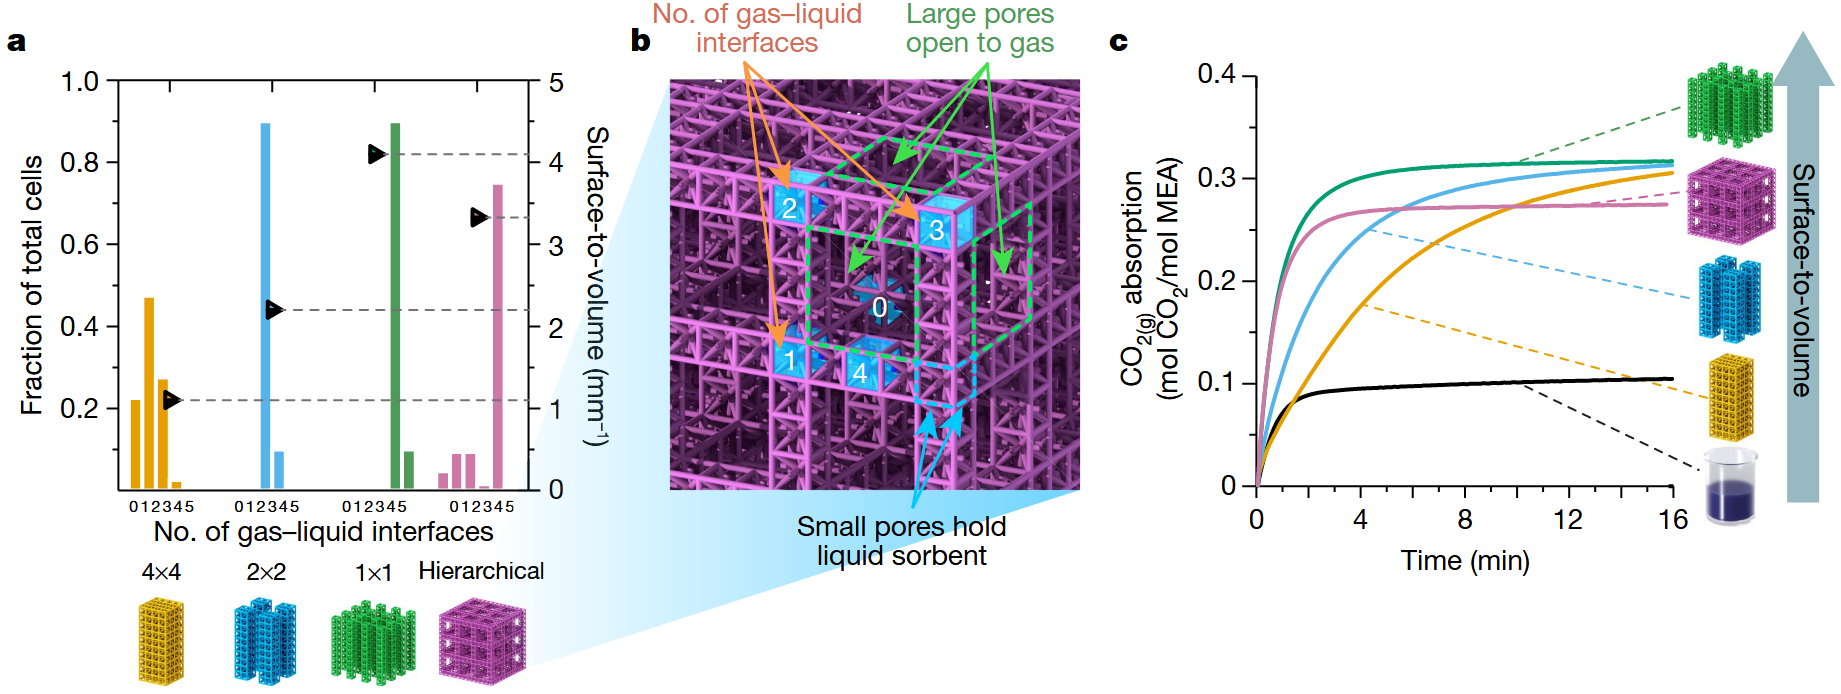 a
1.0
0.8
0.6
0.4
0.2
Fraction of total cells
5
4
3
2
1
0
Surface-to-volume (mm⁻¹)
012345
012345
012345
012345
No. of gas–liquid interfaces
4×4
2×2
1×1
Hierarchical
b
No. of gas–liquid
interfaces
Large pores
open to gas
2
3
0
1
4
Small pores hold
liquid sorbent
c
0.4
0.3
0.2
0.1
0
CO₂₍g₎ absorption
(mol CO₂/mol MEA)
0
4
8
12
16
Time (min)
Surface-to-volume